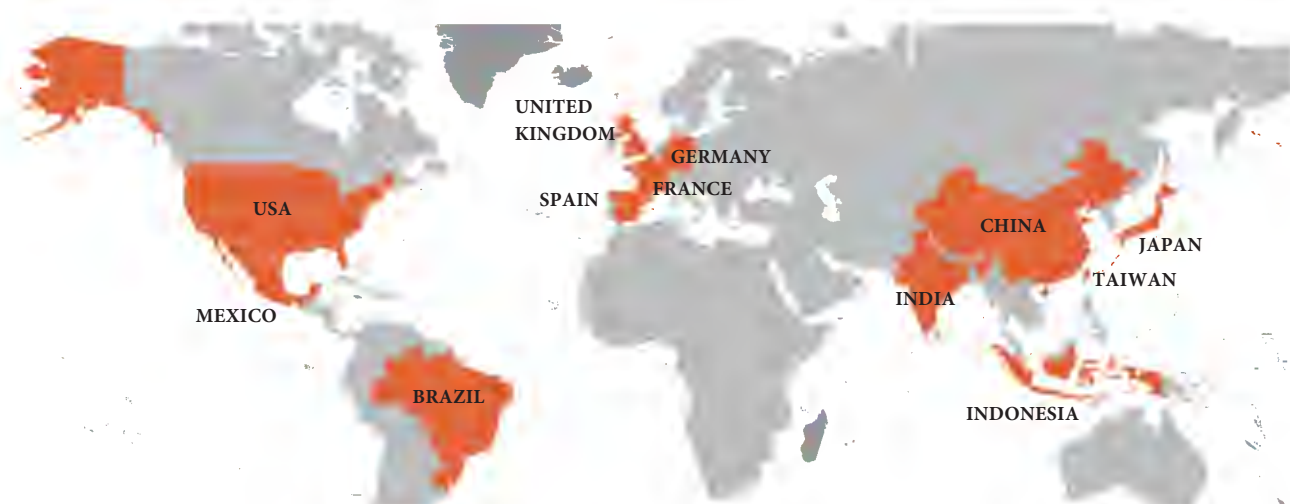 UNITED
KINGDOM
GERMANY
FRANCE
SPAIN
USA
CHINA
JAPAN
TAIWAN
INDIA
MEXICO
BRAZIL
INDONESIA